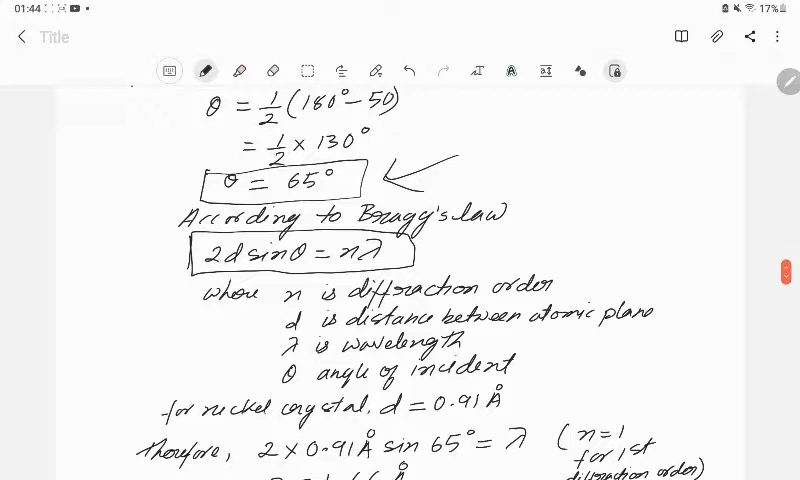 01:44
17%
Title
θ = 1/2 (180° - 50)
= 1/2 × 130°
θ = 65°
According to Bragg's law
2d sinθ = nλ
where n is diffraction order
d is distance between atomic plane
λ is wavelength
θ angle of incident
for nickel crystal, d = 0.91 Å
therefore, 2 × 0.91 Å sin 65° = λ (n=1
for 1st
diffraction order)